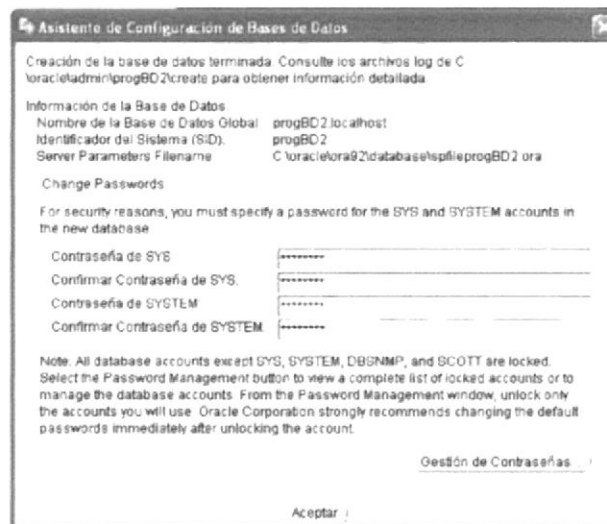 Asistente de Configuración de Bases de Datos
Creación de la base de datos terminada. Consulte los archivos log de C
\oracle\admin\progBD2\create para obtener información detallada.
Información de la Base de Datos
Nombre de la Base de Datos Global progBD2.localhost
Identificador del Sistema (SID). progBD2
Server Parameters Filename C:\oracle\ora92\database\spfileprogBD2.ora
Change Passwords
For security reasons, you must specify a password for the SYS and SYSTEM accounts in
the new database
Contraseña de SYS ********
Confirmar Contraseña de SYS. ********
Contraseña de SYSTEM ********
Confirmar Contraseña de SYSTEM ********
Note: All database accounts except SYS, SYSTEM, DBSNMP, and SCOTT are locked.
Select the Password Management button to view a complete list of locked accounts or to
manage the database accounts. From the Password Management window, unlock only
the accounts you will use. Oracle Corporation strongly recommends changing the default
passwords immediately after unlocking the account.
Gestión de Contraseñas
Aceptar